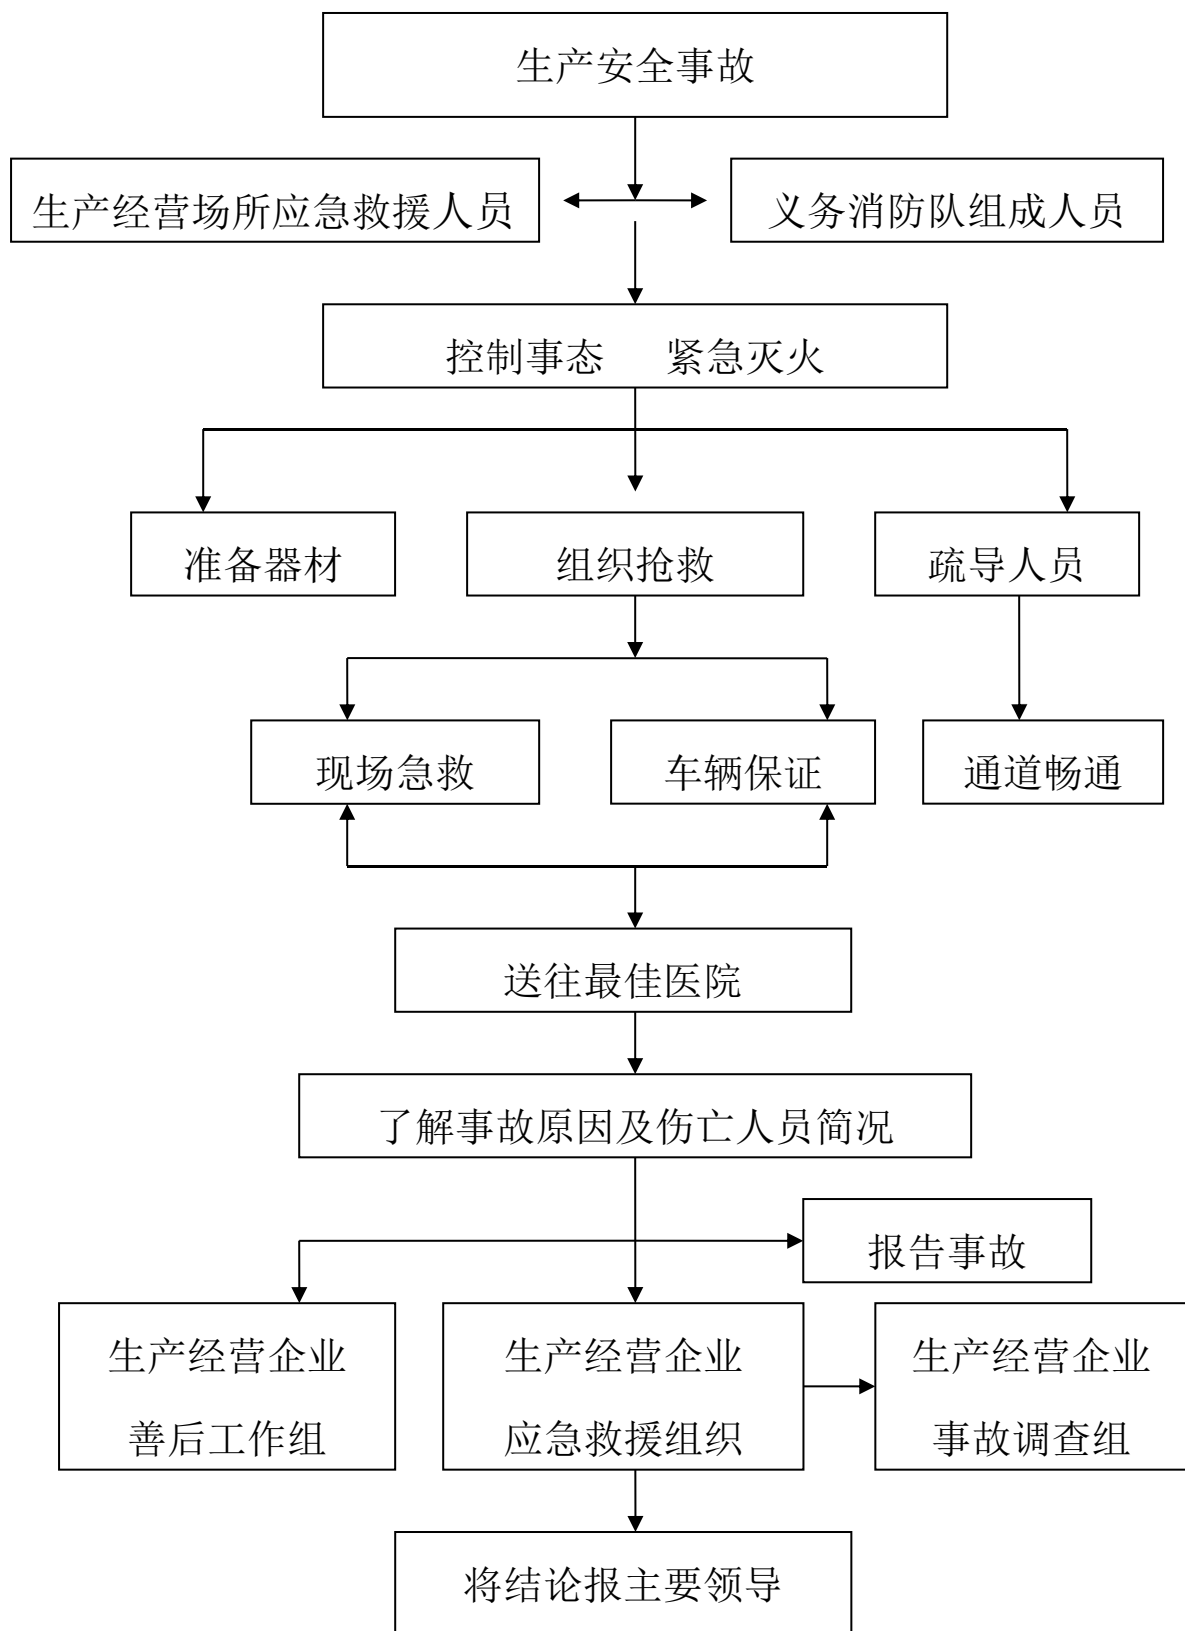 生产安全事故
生产经营场所应急救援人员
义务消防队组成人员
控制事态 紧急灭火
准备器材
组织抢救
疏导人员
现场急救
车辆保证
通道畅通
送往最佳医院
了解事故原因及伤亡人员简况
报告事故
生产经营企业
善后工作组
生产经营企业
应急救援组织
生产经营企业
事故调查组
将结论报主要领导